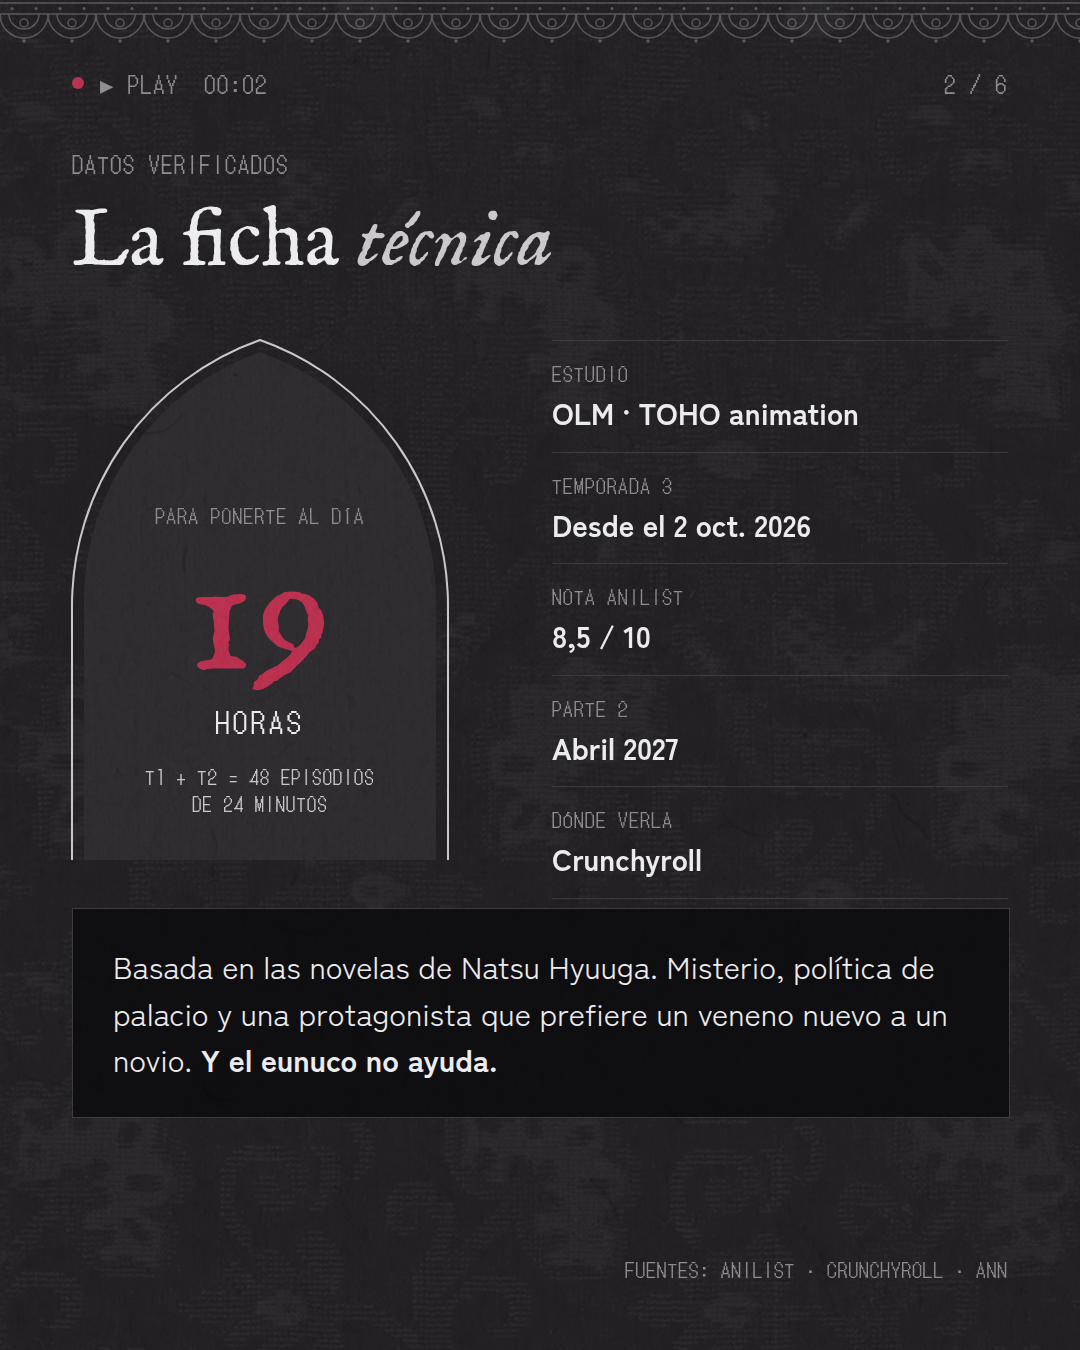 ▶ PLAY 00:02
2 / 6
DATOS VERIFICADOS
La ficha técnica
PARA PONERTE AL DÍA
19
HORAS
T1 + T2 = 48 EPISODIOS
DE 24 MINUTOS
ESTUDIO
OLM · TOHO animation
TEMPORADA 3
Desde el 2 oct. 2026
NOTA ANILIST
8,5 / 10
PARTE 2
Abril 2027
DÓNDE VERLA
Crunchyroll
Basada en las novelas de Natsu Hyuuga. Misterio, política de
palacio y una protagonista que prefiere un veneno nuevo a un
novio. Y el eunuco no ayuda.
FUENTES: ANILIST · CRUNCHYROLL · ANN